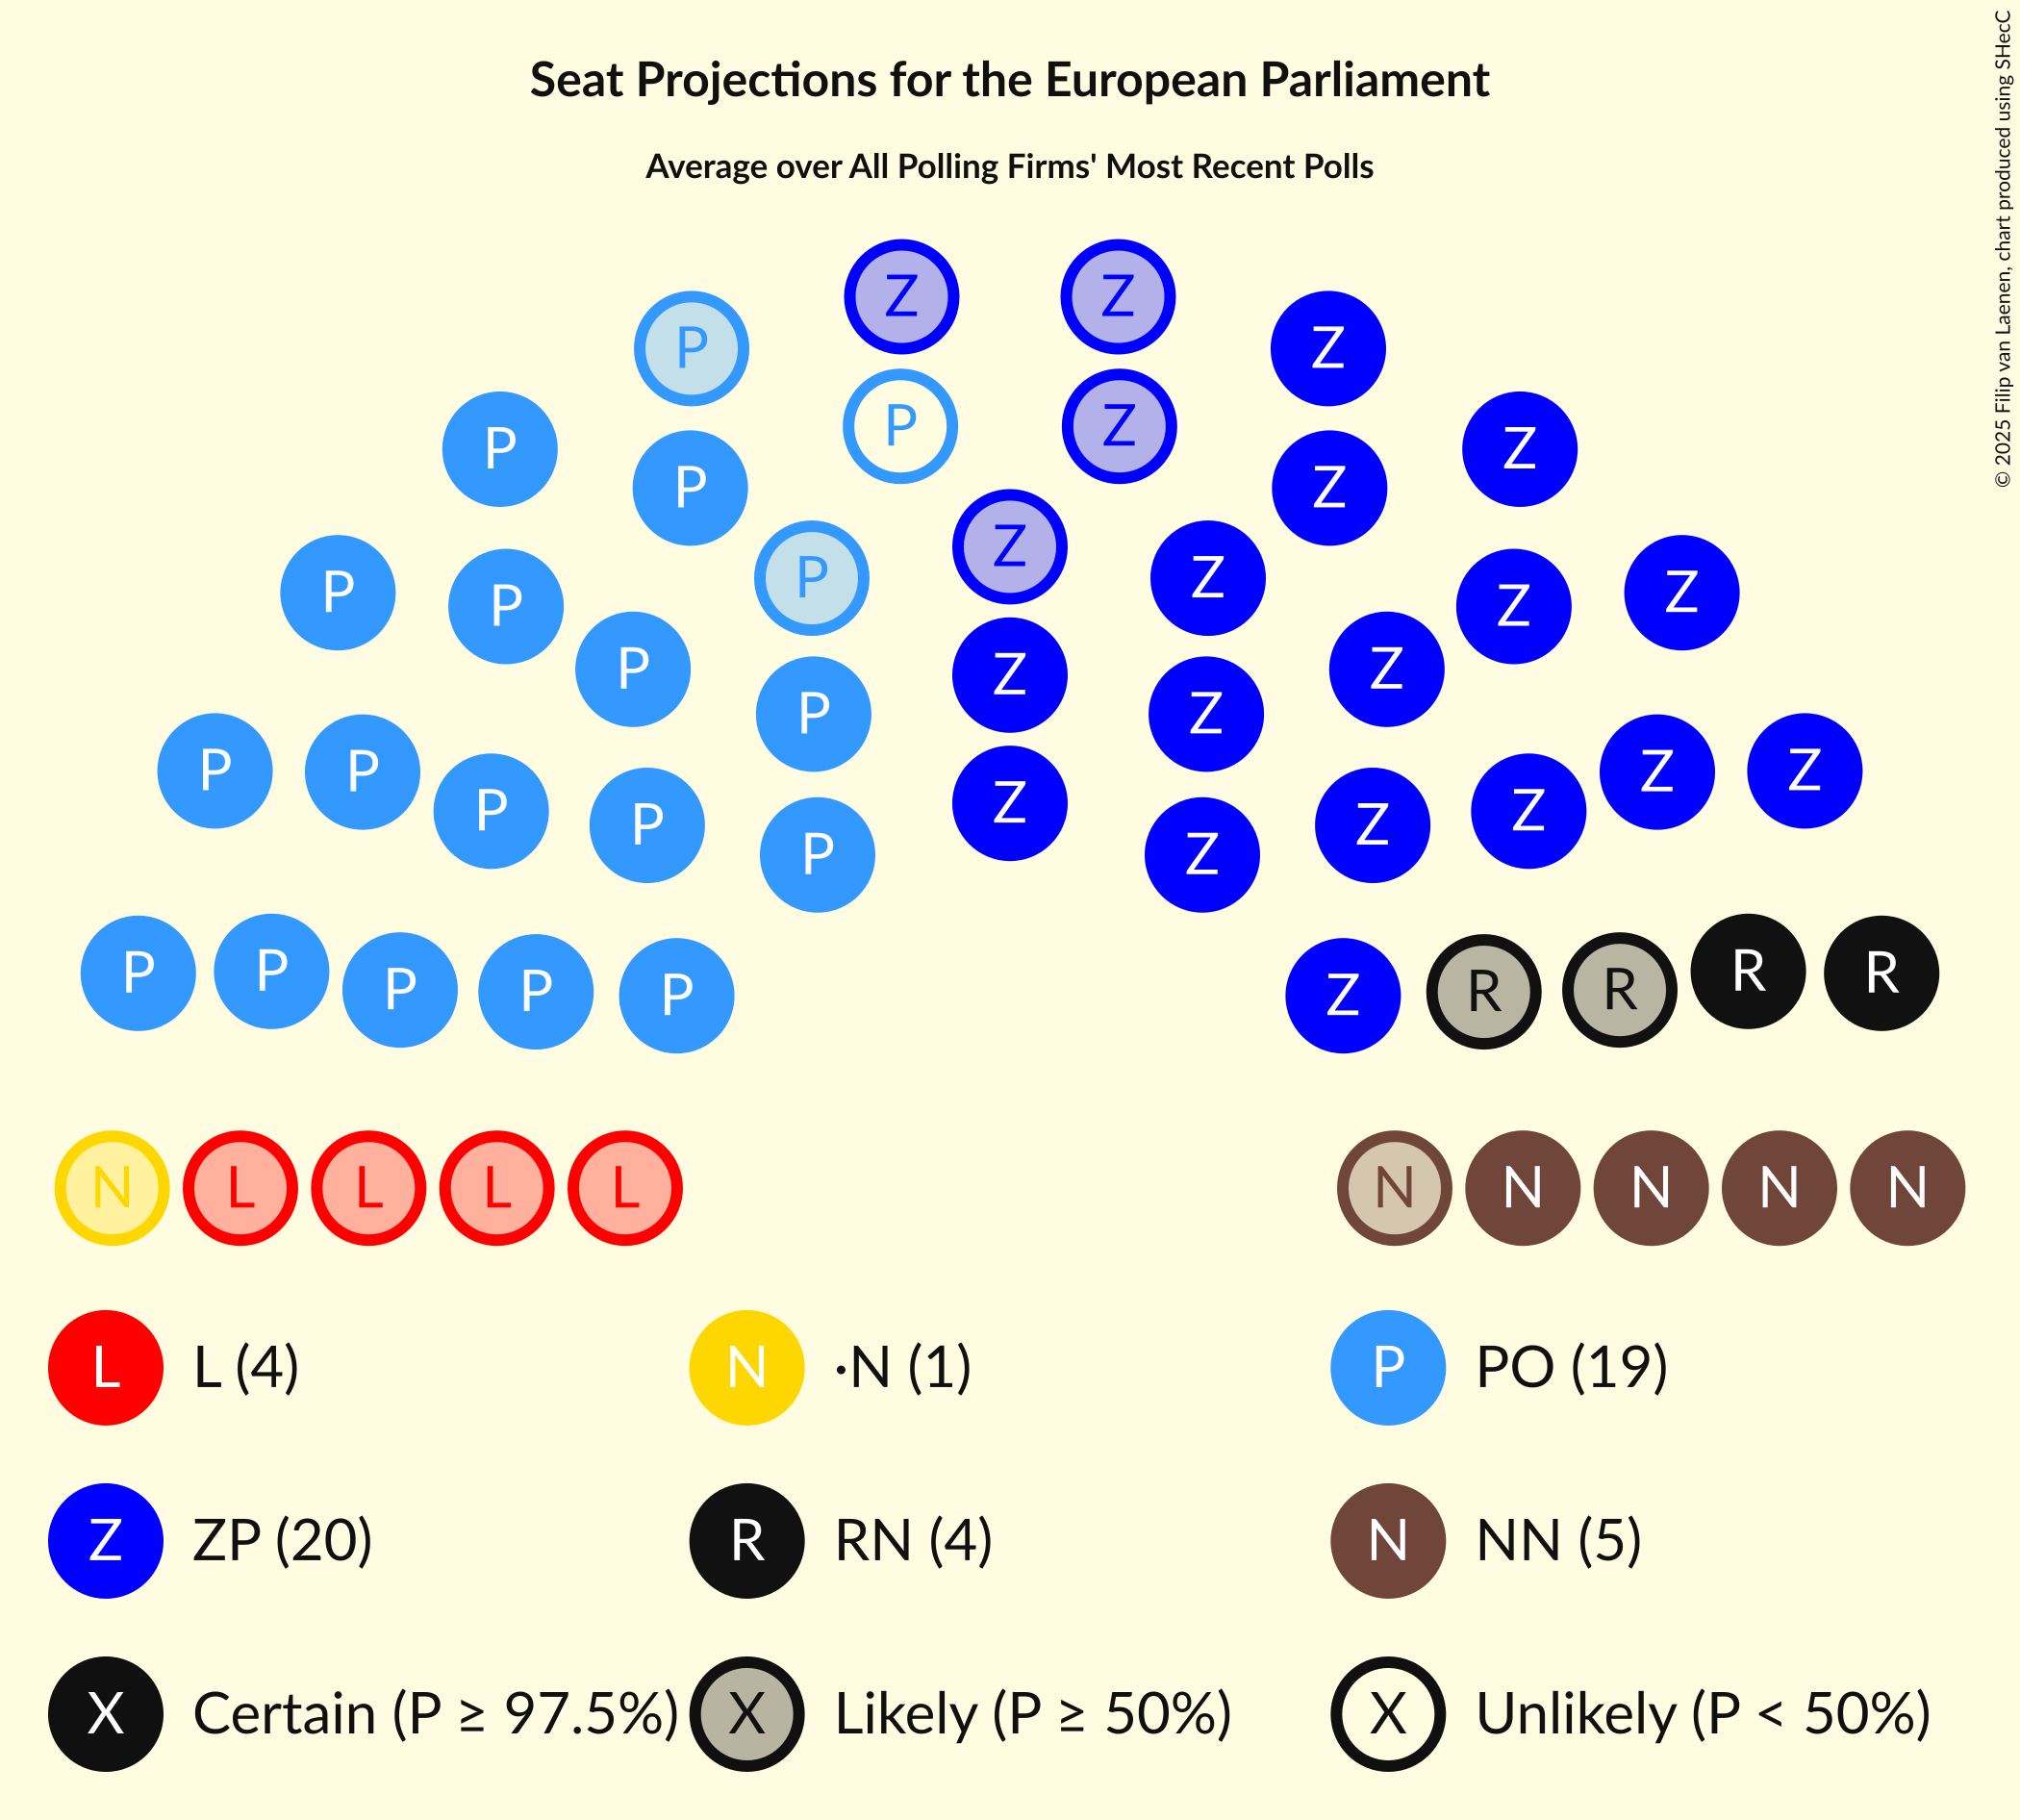 Seat Projections for the European Parliament
Average over All Polling Firms' Most Recent Polls
© 2025 Filip van Laenen, chart produced using SHecC
Z Z
P Z
P Z
P Z
P Z
P Z
P Z
P Z
P Z
P Z
Z
P Z
P Z
P Z
P Z
P Z
Z
P Z
P Z
P P R R
P P R R
P Z
N L L L L N N N N N
L L (4) N ·N (1) P PO (19)
Z ZP (20) R RN (4) N NN (5)
X Certain (P ≥ 97.5%) X Likely (P ≥ 50%) X Unlikely (P < 50%)